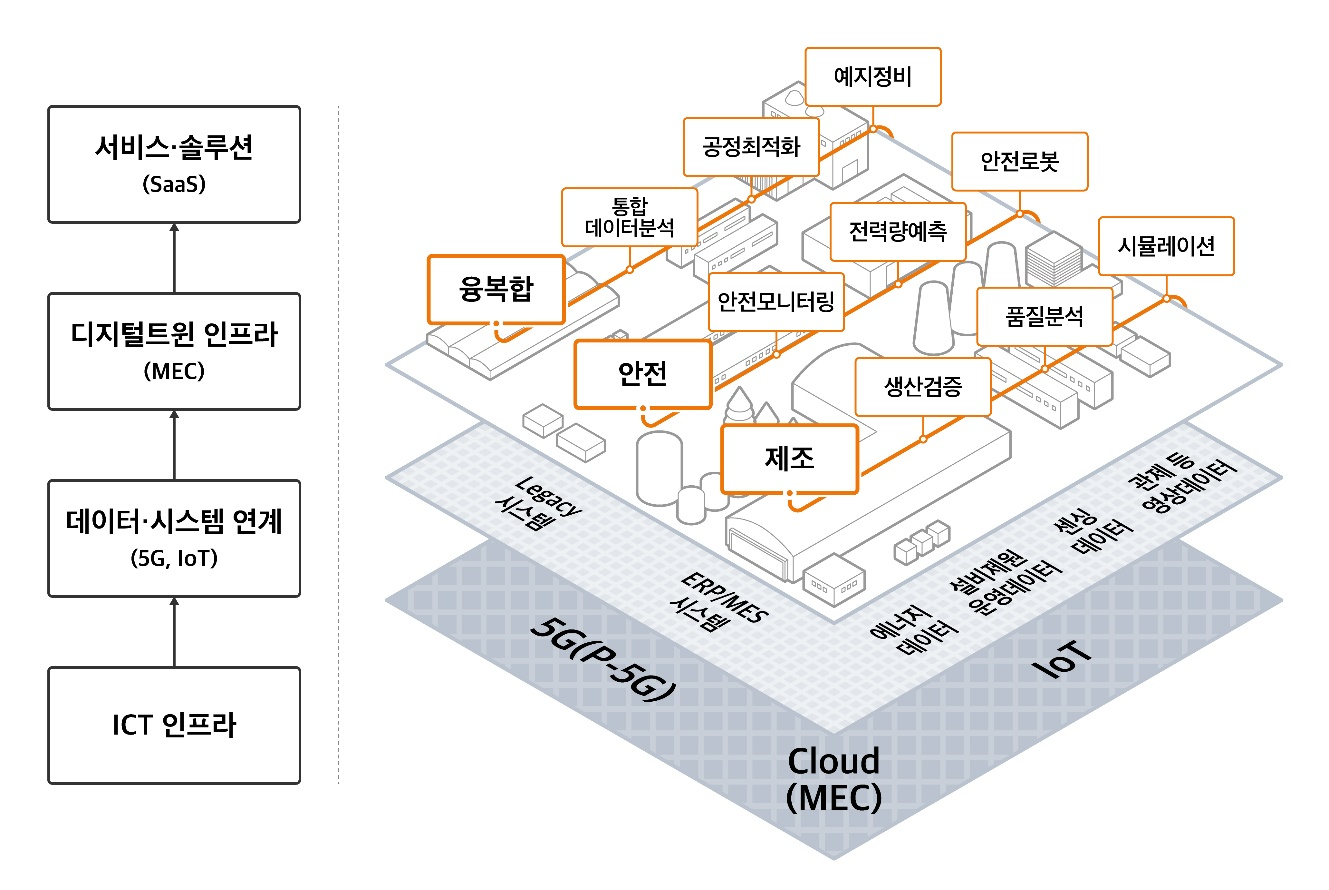 서비스·솔루션
(SaaS)
디지털트윈 인프라
(MEC)
데이터·시스템 연계
(5G, IoT)
ICT 인프라
예지정비
공정최적화
통합
데이터분석
융복합
안전로봇
전력량예측
안전모니터링
안전
시뮬레이션
품질분석
생산검증
제조
Legacy
시스템
ERP/MES
시스템
에너지
데이터
설비제원
운영데이터
센싱
데이터
관제 등
영상데이터
5G(P-5G)
IoT
Cloud
(MEC)